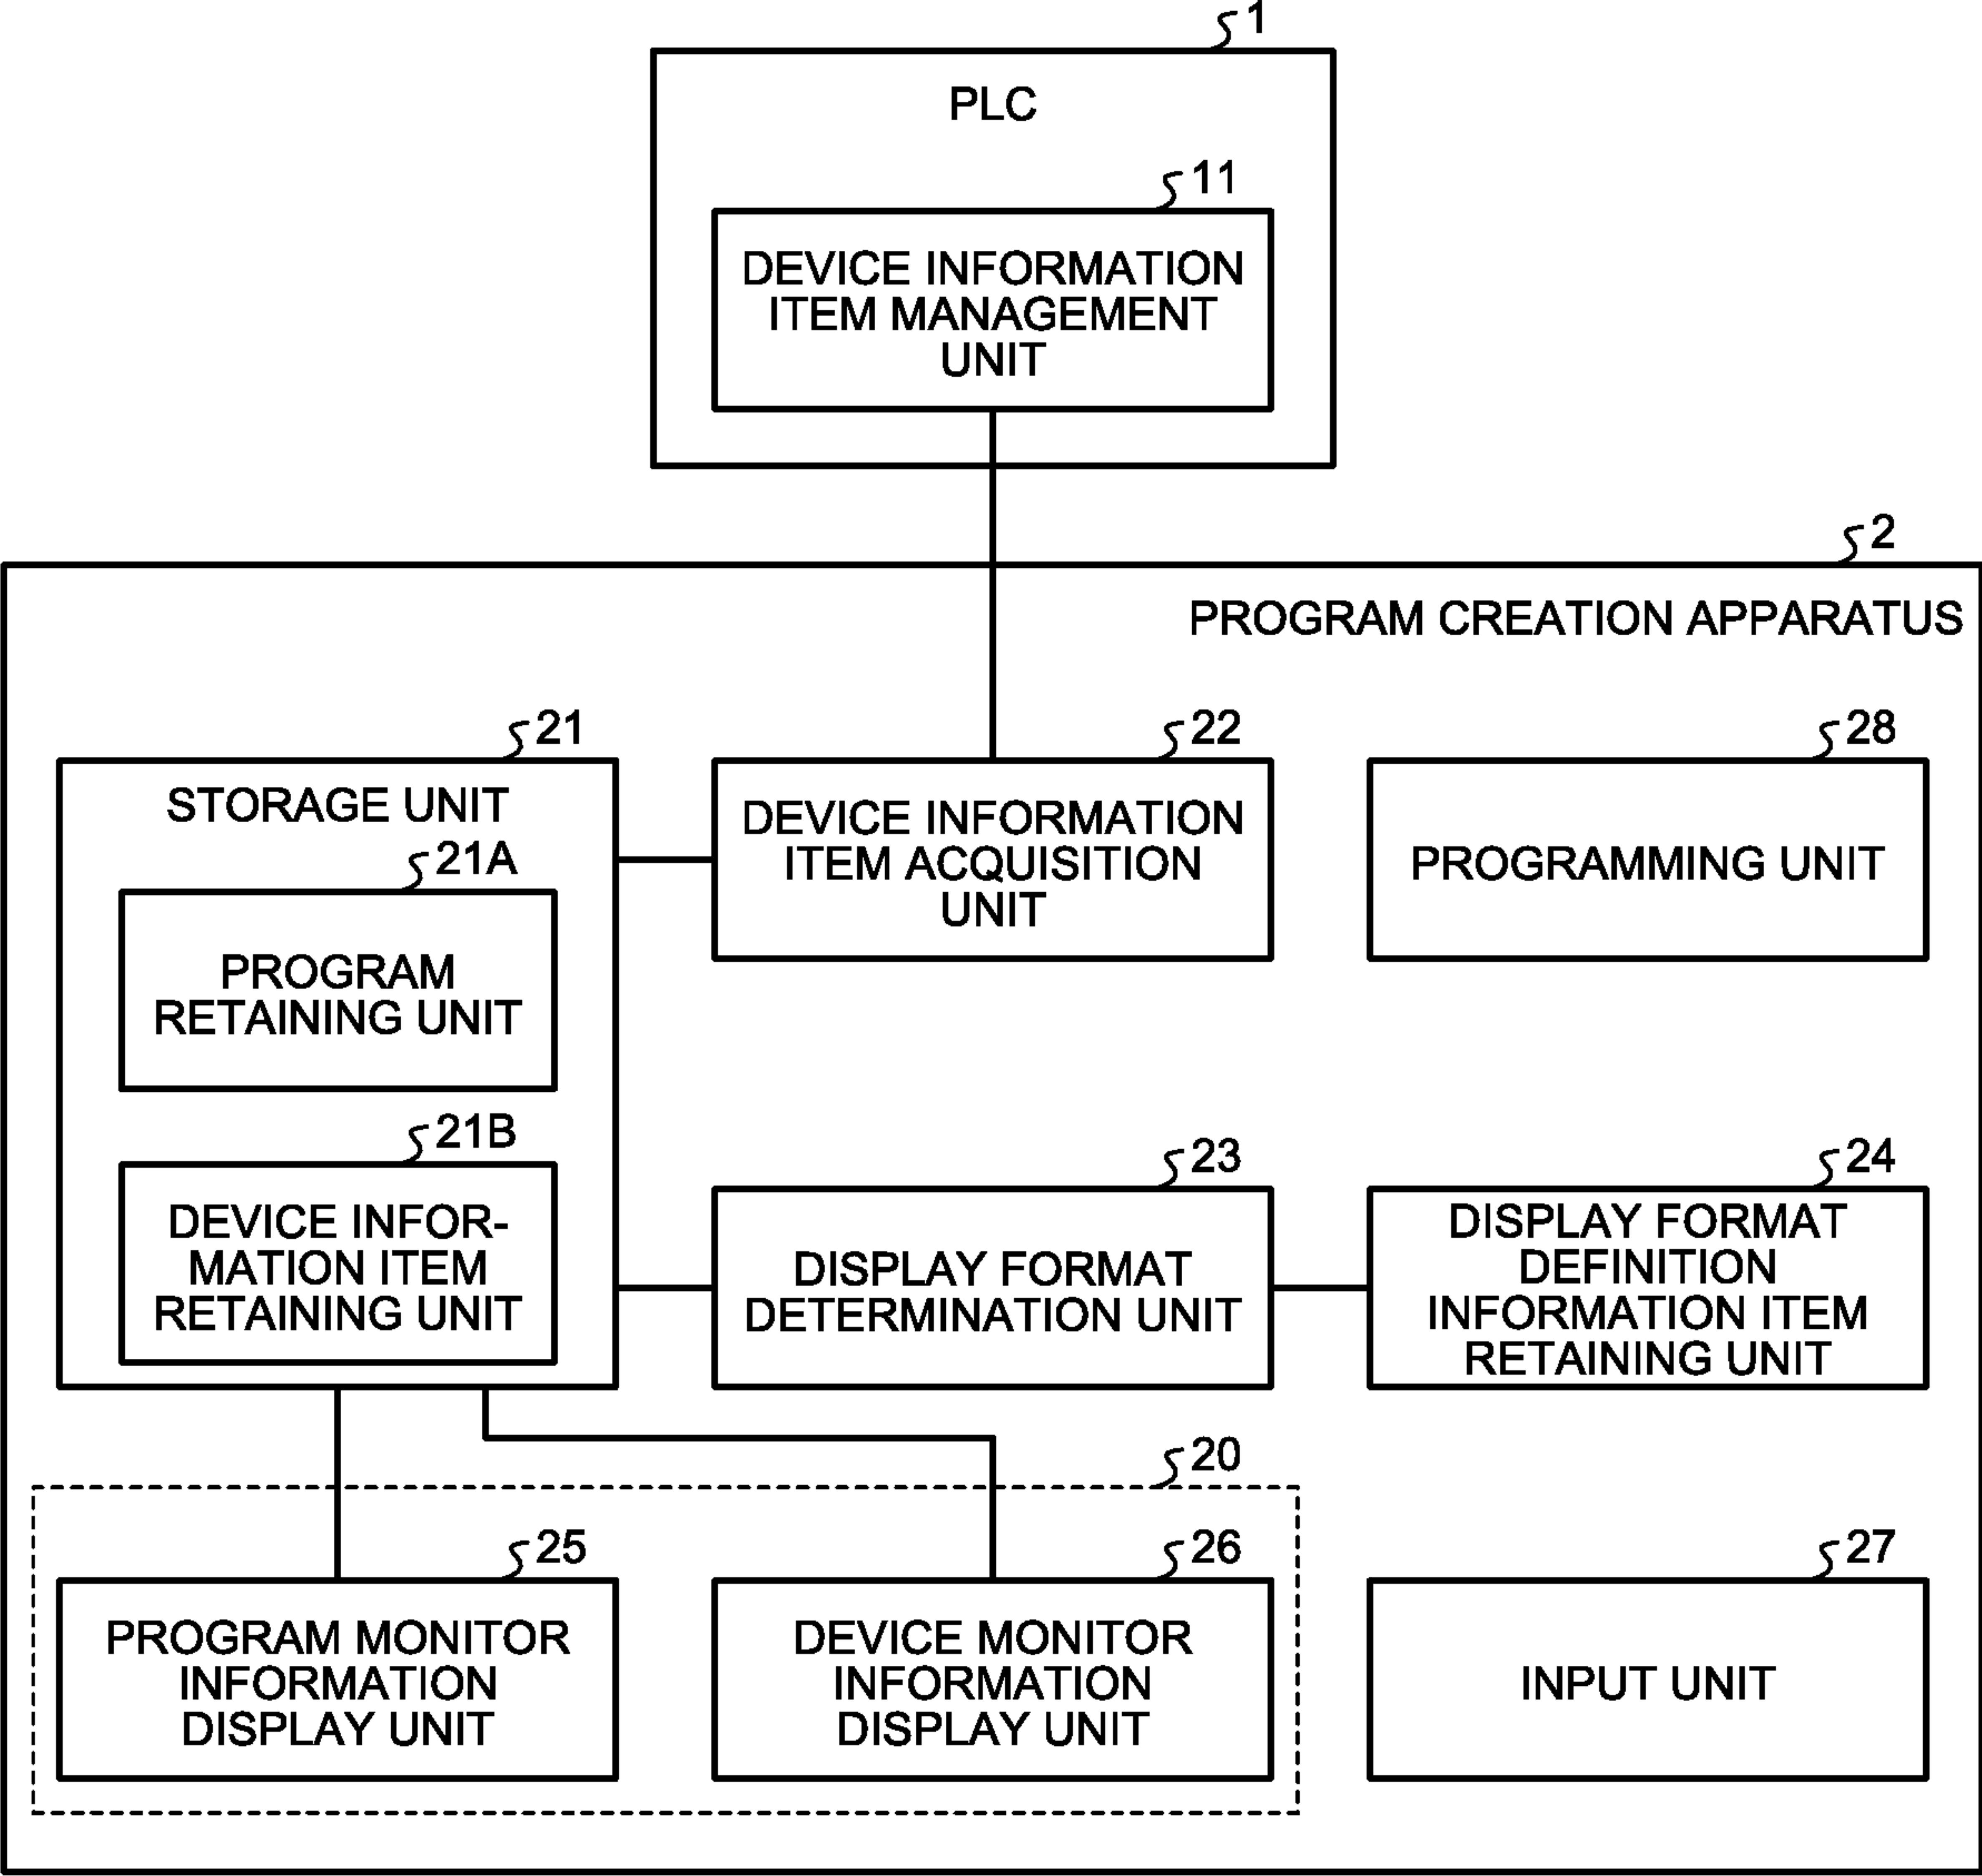 1
PLC
11
DEVICE INFORMATION
ITEM MANAGEMENT
UNIT
2
PROGRAM CREATION APPARATUS
21
STORAGE UNIT
21A
PROGRAM
RETAINING UNIT
21B
DEVICE INFOR-
MATION ITEM
RETAINING UNIT
22
DEVICE INFORMATION
ITEM ACQUISITION
UNIT
28
PROGRAMMING UNIT
23
DISPLAY FORMAT
DETERMINATION UNIT
24
DISPLAY FORMAT
DEFINITION
INFORMATION ITEM
RETAINING UNIT
20
25
PROGRAM MONITOR
INFORMATION
DISPLAY UNIT
26
DEVICE MONITOR
INFORMATION
DISPLAY UNIT
27
INPUT UNIT